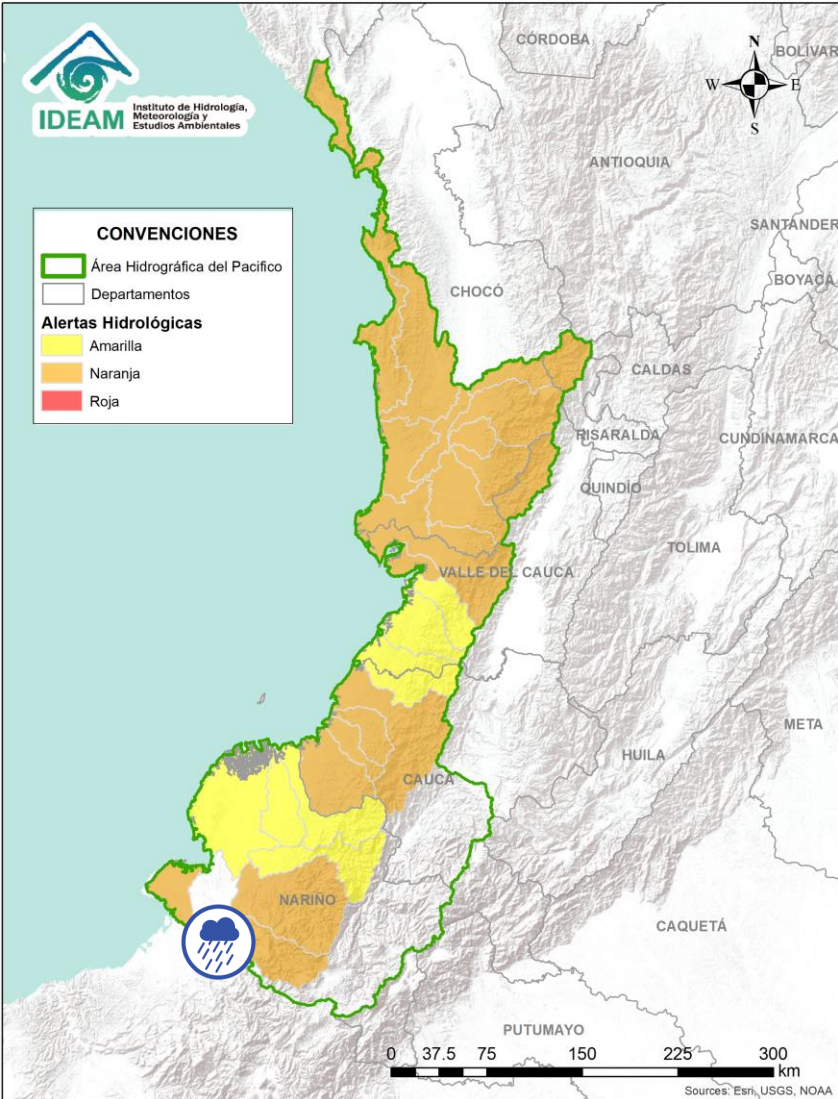 IDEAM
Instituto de Hidrología,
Meteorología y
Estudios Ambientales
N
W
E
S
CONVENCIONES
Área Hidrográfica del Pacifico
Departamentos
Alertas Hidrológicas
Amarilla
Naranja
Roja
CÓRDOBA
BOLÍVAR
ANTIOQUIA
SANTANDER
BOYACÁ
CHOCÓ
CALDAS
RISARALDA
CUNDINAMARCA
QUINDÍO
TOLIMA
VALLE DEL CAUCA
META
HUILA
CAUCA
NARIÑO
CAQUETÁ
PUTUMAYO
0 37.5 75 150 225 300
km
Sources: Esri, USGS, NOAA